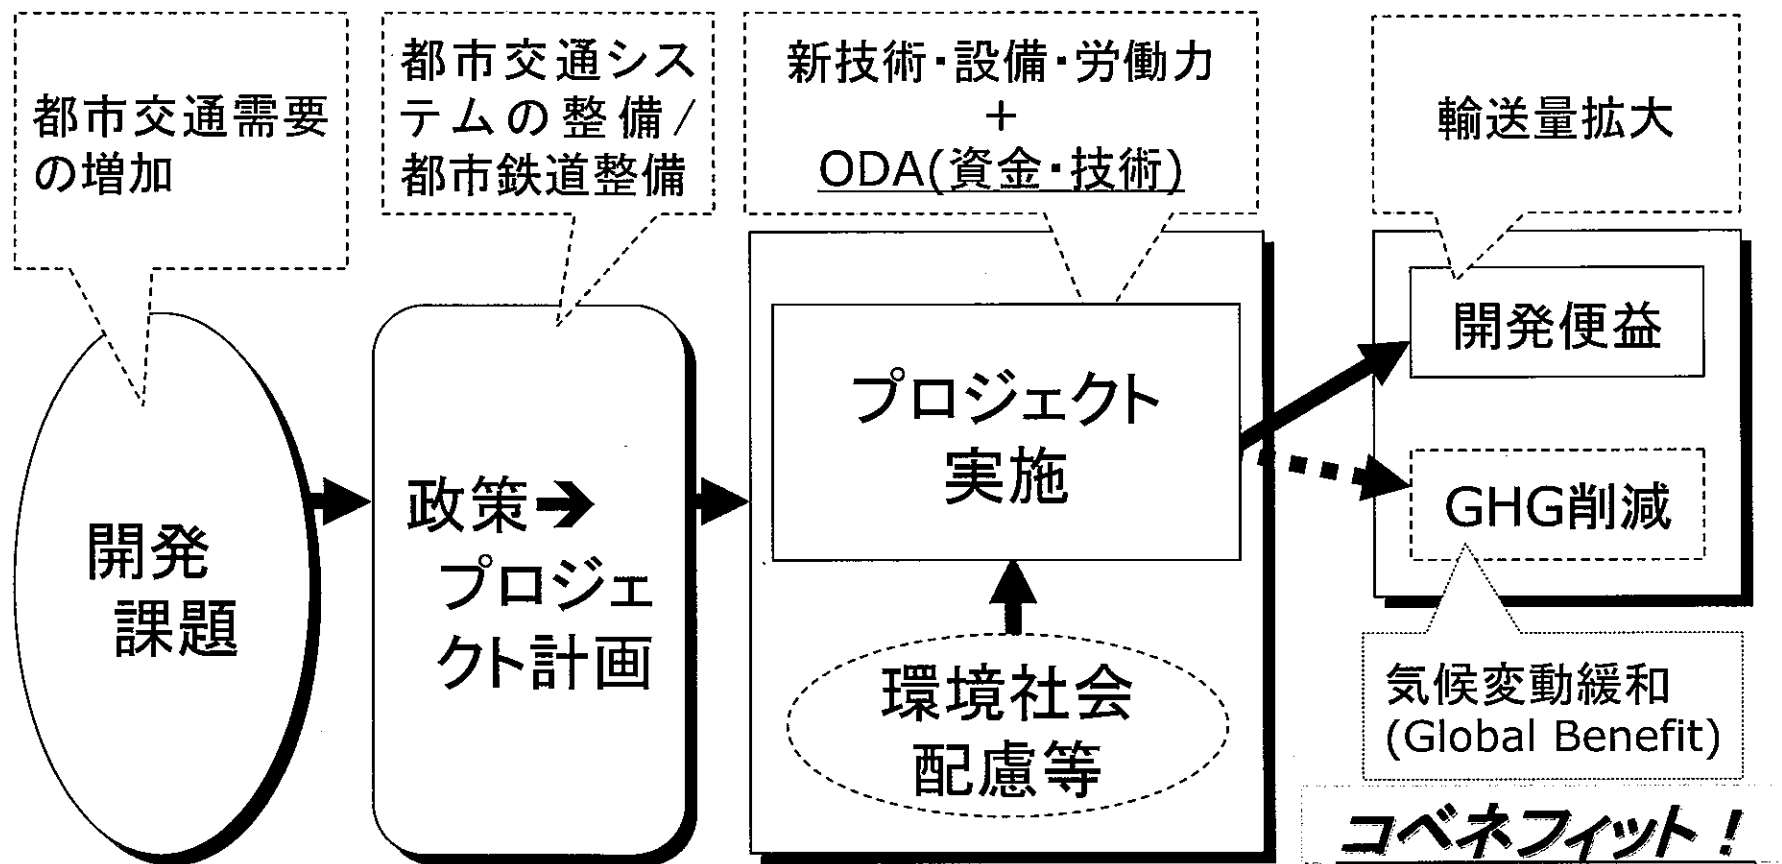 都市交通需要
の増加
都市交通シス
テムの整備/
都市鉄道整備
新技術・設備・労働力
+
ODA(資金・技術)
輸送量拡大
開発
課題
政策➔
プロジェ
クト計画
プロジェクト
実施
環境社会
配慮等
開発便益
GHG削減
気候変動緩和
(Global Benefit)
コベネフィット!